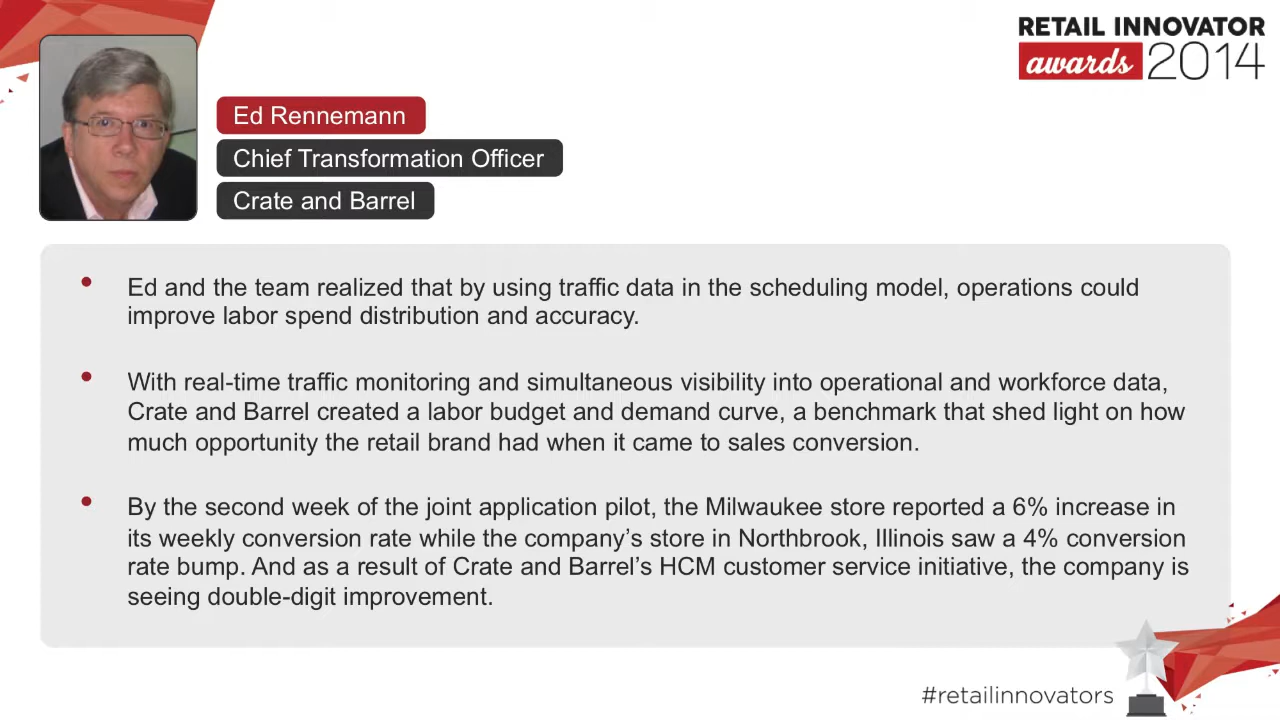 RETAIL INNOVATOR
awards 2014
Ed Rennemann
Chief Transformation Officer
Crate and Barrel
• Ed and the team realized that by using traffic data in the scheduling model, operations could
improve labor spend distribution and accuracy.
• With real-time traffic monitoring and simultaneous visibility into operational and workforce data,
Crate and Barrel created a labor budget and demand curve, a benchmark that shed light on how
much opportunity the retail brand had when it came to sales conversion.
• By the second week of the joint application pilot, the Milwaukee store reported a 6% increase in
its weekly conversion rate while the company’s store in Northbrook, Illinois saw a 4% conversion
rate bump. And as a result of Crate and Barrel’s HCM customer service initiative, the company is
seeing double-digit improvement.
#retailinnovators